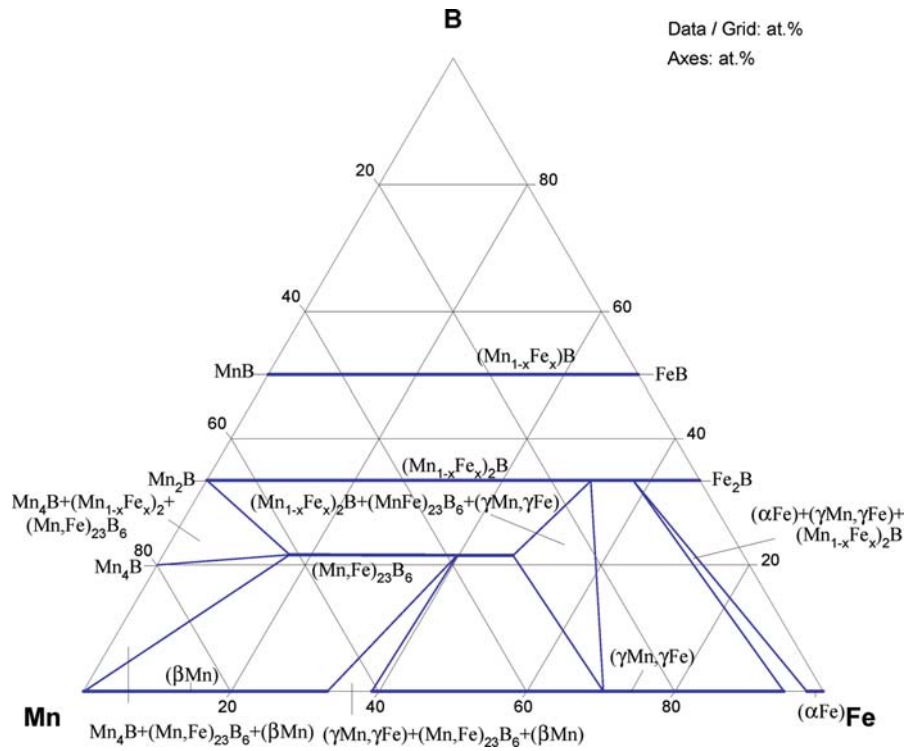 B
Data / Grid: at.%
Axes: at.%
20
80
40
60
MnB
(Mn₁₋ₓFeₓ)B
FeB
60
40
Mn₂B
(Mn₁₋ₓFeₓ)₂B
Fe₂B
Mn₄B+(Mn₁₋ₓFeₓ)₂+
(Mn,Fe)₂₃B₆
(Mn₁₋ₓFeₓ)₂B+(MnFe)₂₃B₆+(γMn,γFe)
(αFe)+(γMn,γFe)+
(Mn₁₋ₓFeₓ)₂B
80
Mn₄B
(Mn,Fe)₂₃B₆
20
(βMn)
(γMn,γFe)
Mn
20
40
60
80
(αFe)
Fe
Mn₄B+(Mn,Fe)₂₃B₆+(βMn)
(γMn,γFe)+(Mn,Fe)₂₃B₆+(βMn)